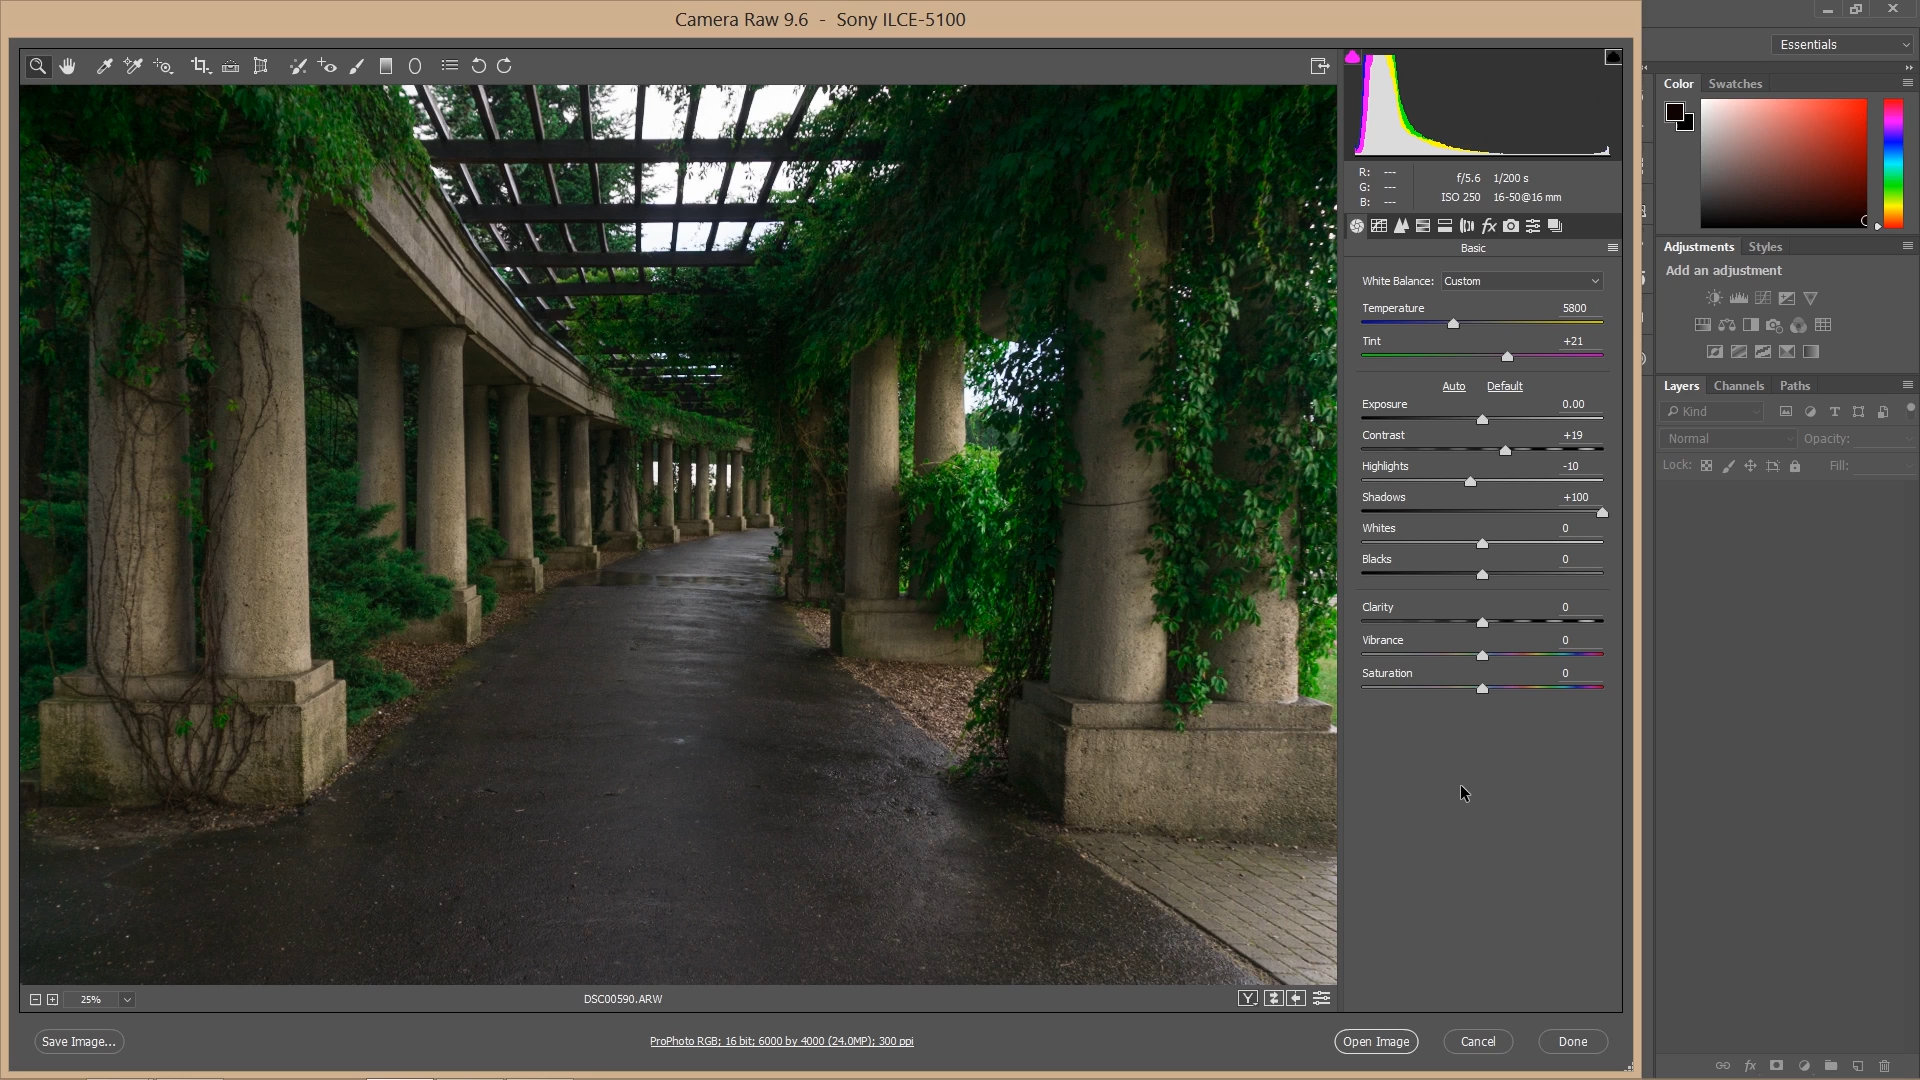 Camera Raw 9.6 - Sony ILCE-5100
Essentials
Color Swatches
R: ---
G: ---
B: ---
f/5.6 1/200 s
ISO 250 16-50@16 mm
Basic
White Balance: Custom
Temperature 5800
Tint +21
Auto Default
Exposure 0.00
Contrast +19
Highlights -10
Shadows +100
Whites 0
Blacks 0
Clarity 0
Vibrance 0
Saturation 0
Adjustments Styles
Add an adjustment
Layers Channels Paths
Kind
Normal Opacity:
Lock: Fill:
25%
DSC00590.ARW
Save Image...
ProPhoto RGB; 16 bit; 6000 by 4000 (24.0MP); 300 ppi
Open Image Cancel Done